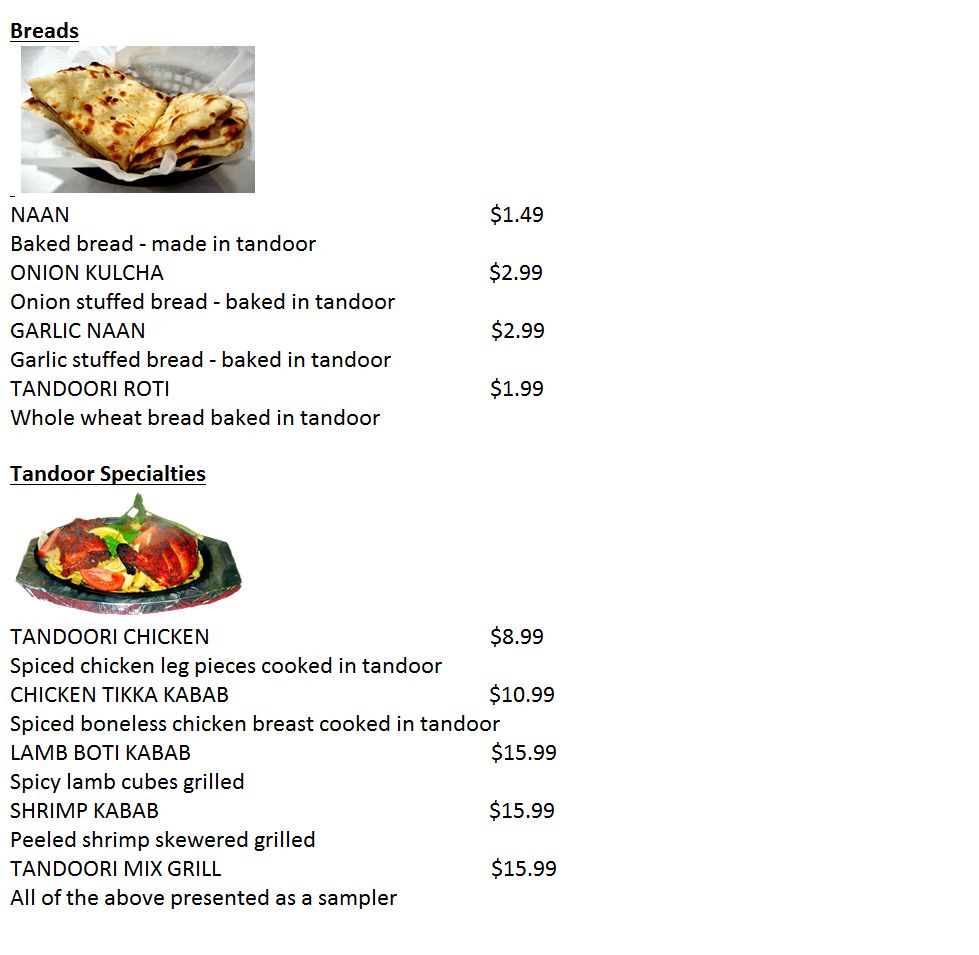 Breads
NAAN $1.49
Baked bread - made in tandoor
ONION KULCHA $2.99
Onion stuffed bread - baked in tandoor
GARLIC NAAN $2.99
Garlic stuffed bread - baked in tandoor
TANDOORI ROTI $1.99
Whole wheat bread baked in tandoor
Tandoor Specialties
TANDOORI CHICKEN $8.99
Spiced chicken leg pieces cooked in tandoor
CHICKEN TIKKA KABAB $10.99
Spiced boneless chicken breast cooked in tandoor
LAMB BOTI KABAB $15.99
Spicy lamb cubes grilled
SHRIMP KABAB $15.99
Peeled shrimp skewered grilled
TANDOORI MIX GRILL $15.99
All of the above presented as a sampler